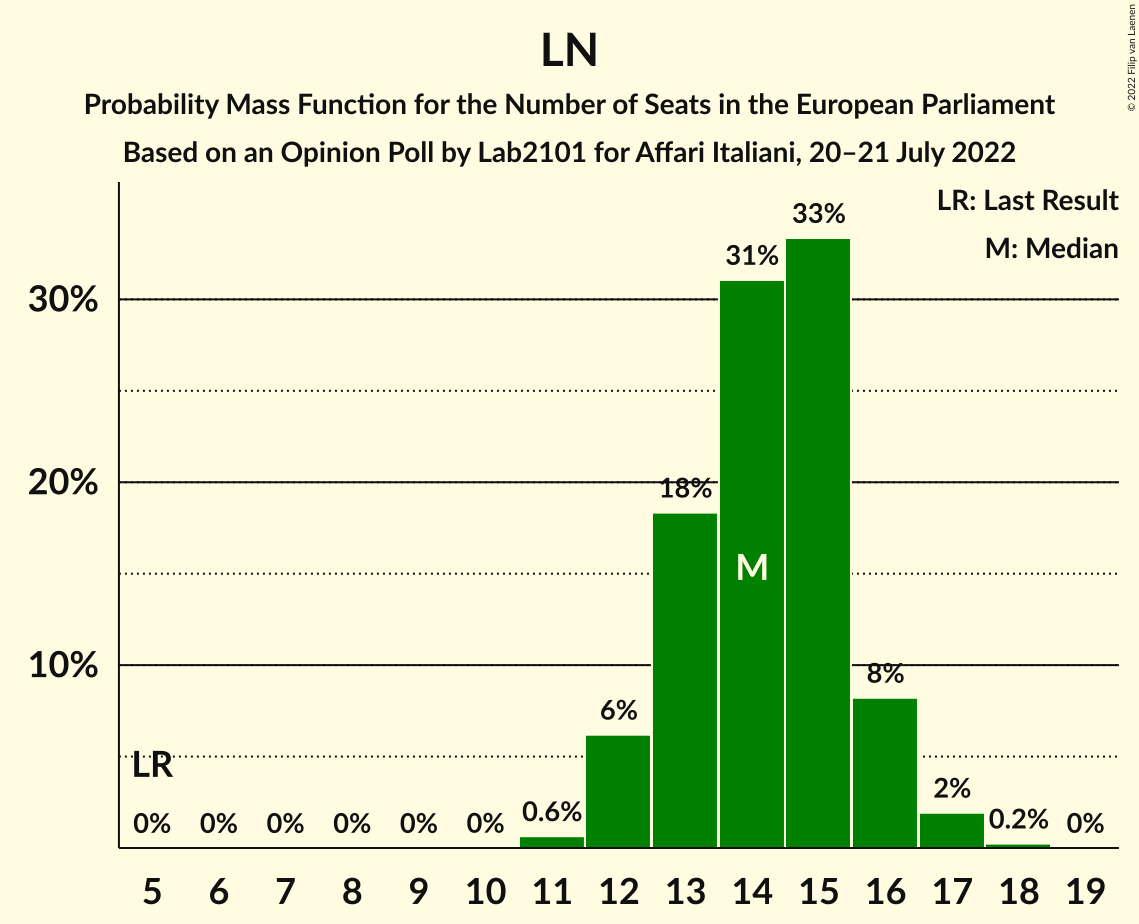 LN
Probability Mass Function for the Number of Seats in the European Parliament
Based on an Opinion Poll by Lab2101 for Affari Italiani, 20–21 July 2022
© 2022 Filip van Laenen
LR: Last Result
M: Median
30%
20%
10%
LR
M
0% 0% 0% 0% 0% 0% 0.6% 6% 18% 31% 33% 8% 2% 0.2% 0%
5 6 7 8 9 10 11 12 13 14 15 16 17 18 19